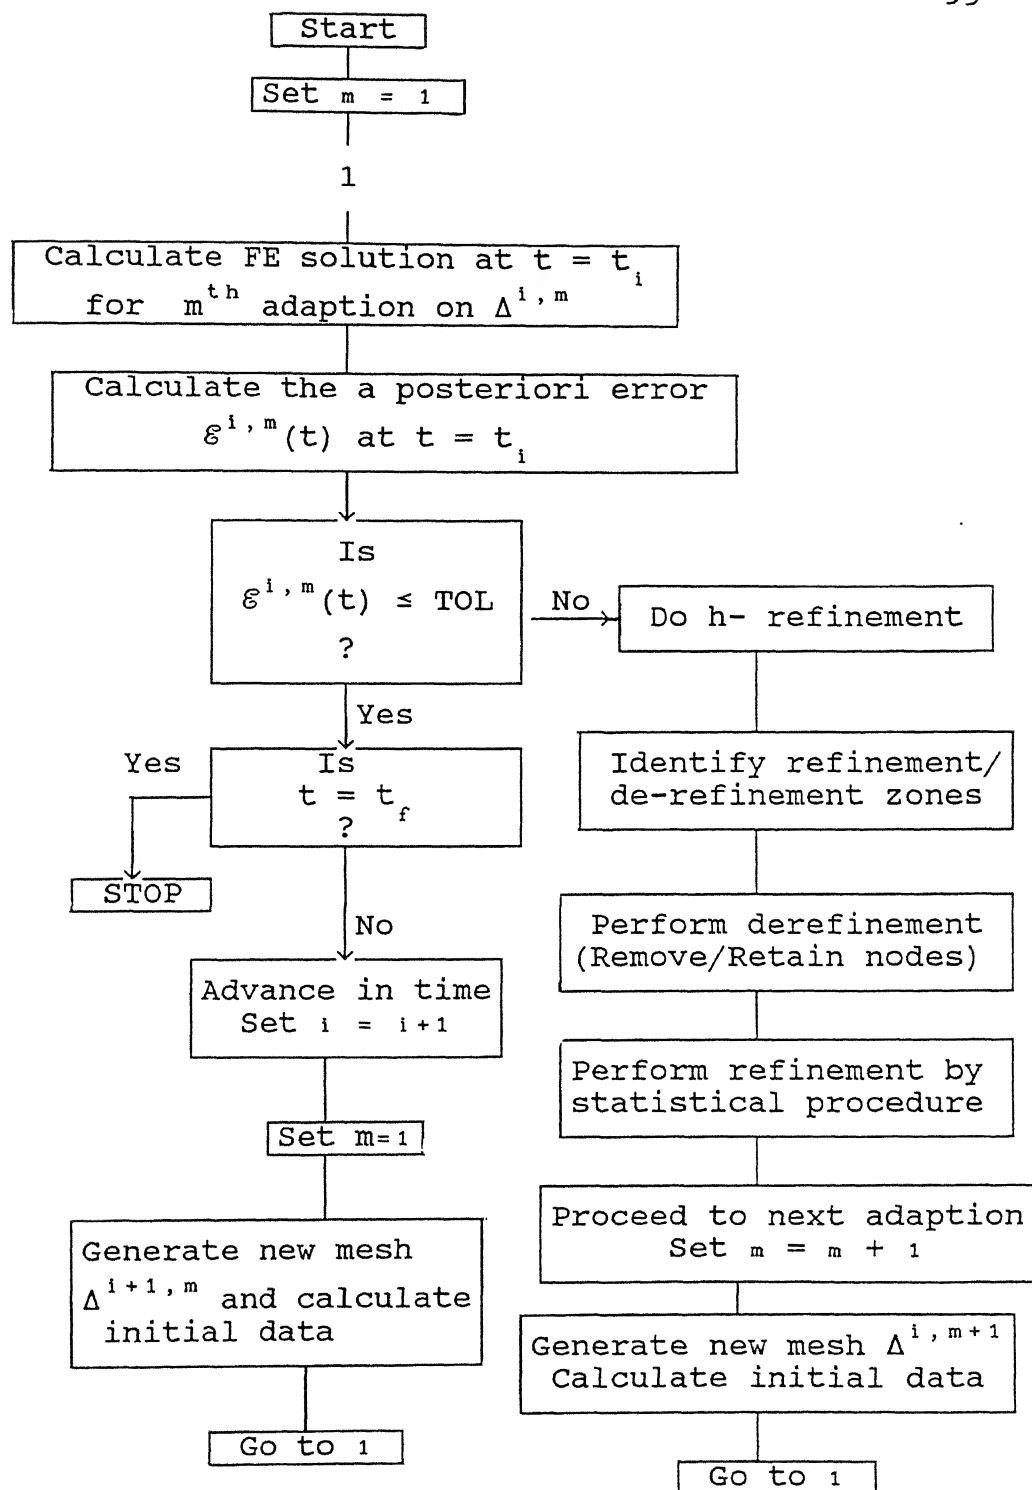 Start
Set m = 1
1
Calculate FE solution at t = t_i
for m^th adaption on Δ^i,m
Calculate the a posteriori error
ℰ^i,m(t) at t = t_i
Is
ℰ^i,m(t) ≤ TOL
?
No
Do h- refinement
Yes
Is
t = t_f
?
Yes
STOP
No
Advance in time
Set i = i+1
Set m=1
Generate new mesh
Δ^i+1,m and calculate
initial data
Go to 1
Identify refinement/
de-refinement zones
Perform derefinement
(Remove/Retain nodes)
Perform refinement by
statistical procedure
Proceed to next adaption
Set m = m + 1
Generate new mesh Δ^i,m+1
Calculate initial data
Go to 1